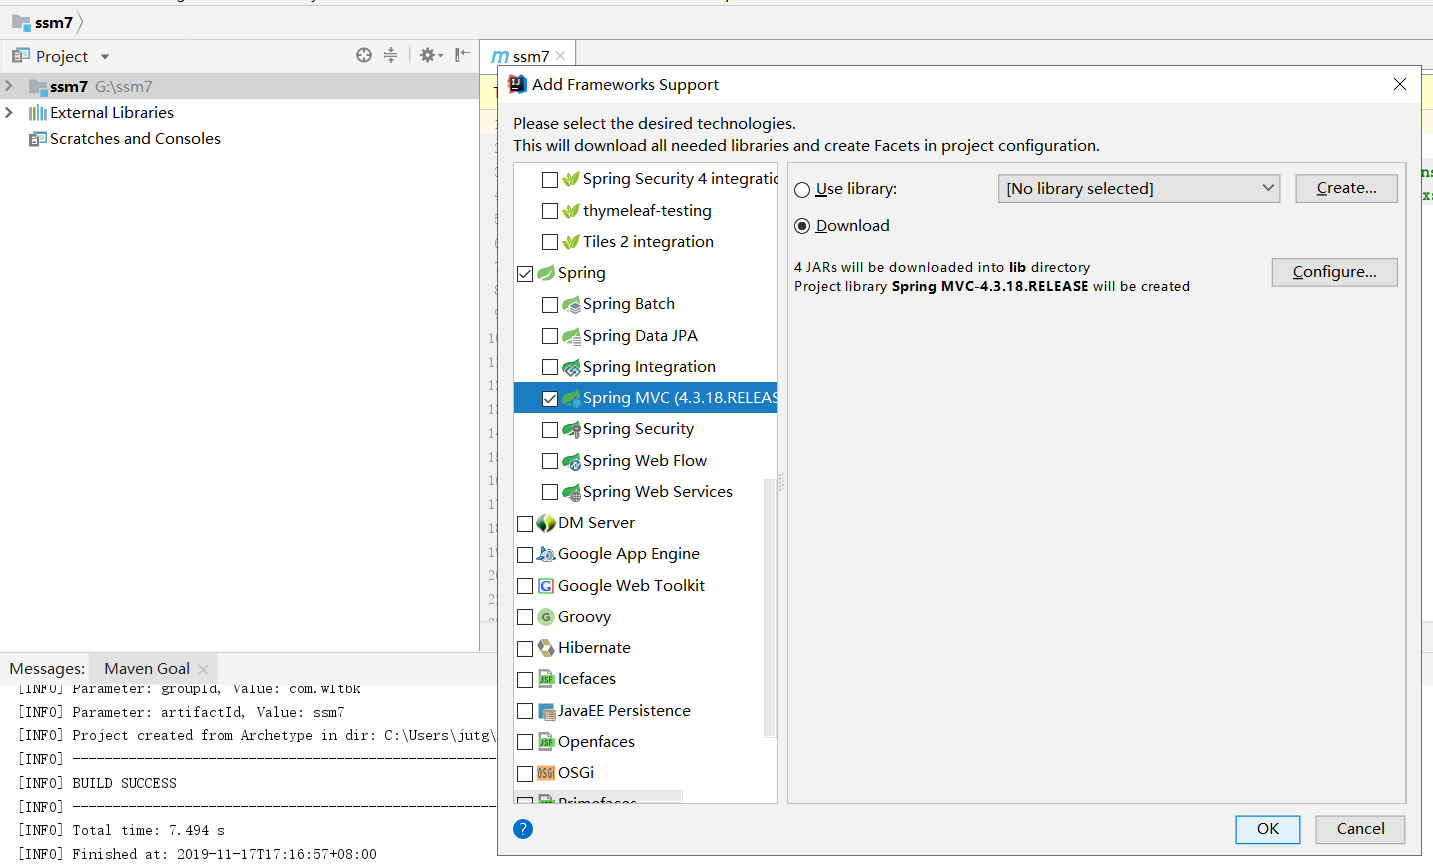 ssm7
Project
ssm7 G:\ssm7
External Libraries
Scratches and Consoles
m ssm7
Add Frameworks Support
Please select the desired technologies.
This will download all needed libraries and create Facets in project configuration.
Spring Security 4 integratio
thymeleaf-testing
Tiles 2 integration
Spring
Spring Batch
Spring Data JPA
Spring Integration
Spring MVC (4.3.18.RELEAS
Spring Security
Spring Web Flow
Spring Web Services
DM Server
Google App Engine
Google Web Toolkit
Groovy
Hibernate
Icefaces
JavaEE Persistence
Openfaces
OSGi
Primefaces
Use library:
[No library selected]
Create...
Download
4 JARs will be downloaded into lib directory
Project library Spring MVC-4.3.18.RELEASE will be created
Configure...
OK
Cancel
Messages: Maven Goal
[INFO] Parameter: groupId, Value: com.wltbk
[INFO] Parameter: artifactId, Value: ssm7
[INFO] Project created from Archetype in dir: C:\Users\jutg\
[INFO] ------------------------------------------------------------
[INFO] BUILD SUCCESS
[INFO] ------------------------------------------------------------
[INFO] Total time: 7.494 s
[INFO] Finished at: 2019-11-17T17:16:57+08:00